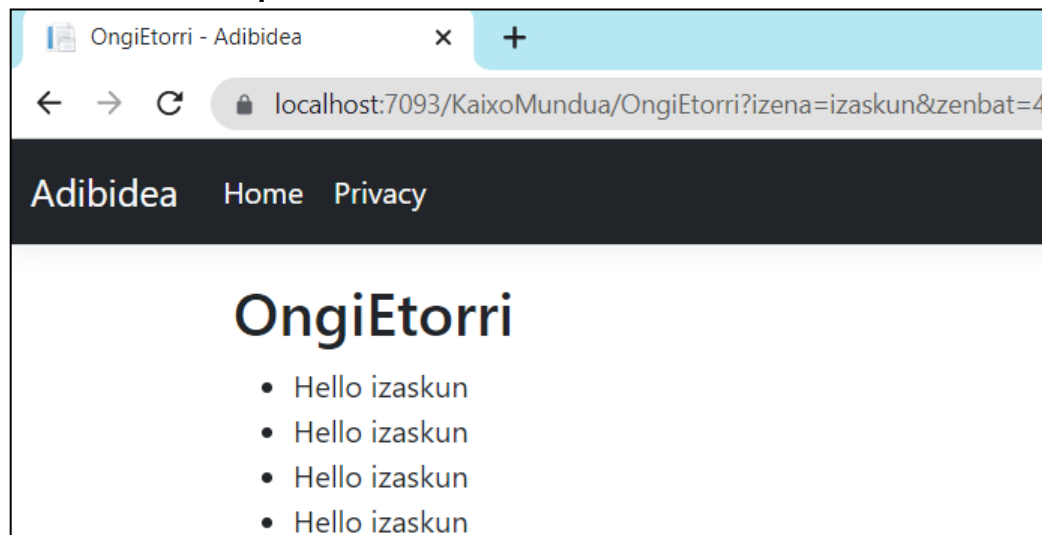 OngiEtorri - Adibidea
localhost:7093/KaixoMundua/OngiEtorri?izena=izaskun&zenbat=4
Adibidea Home Privacy
OngiEtorri
• Hello izaskun
• Hello izaskun
• Hello izaskun
• Hello izaskun